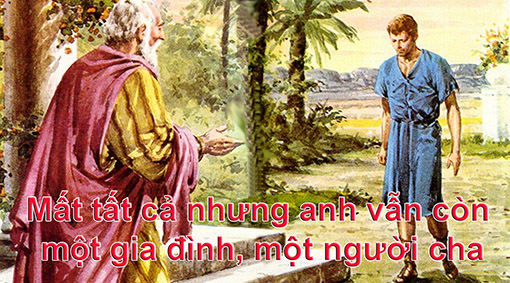 Mất tất cả nhưng anh vẫn còn
một gia đình, một người cha